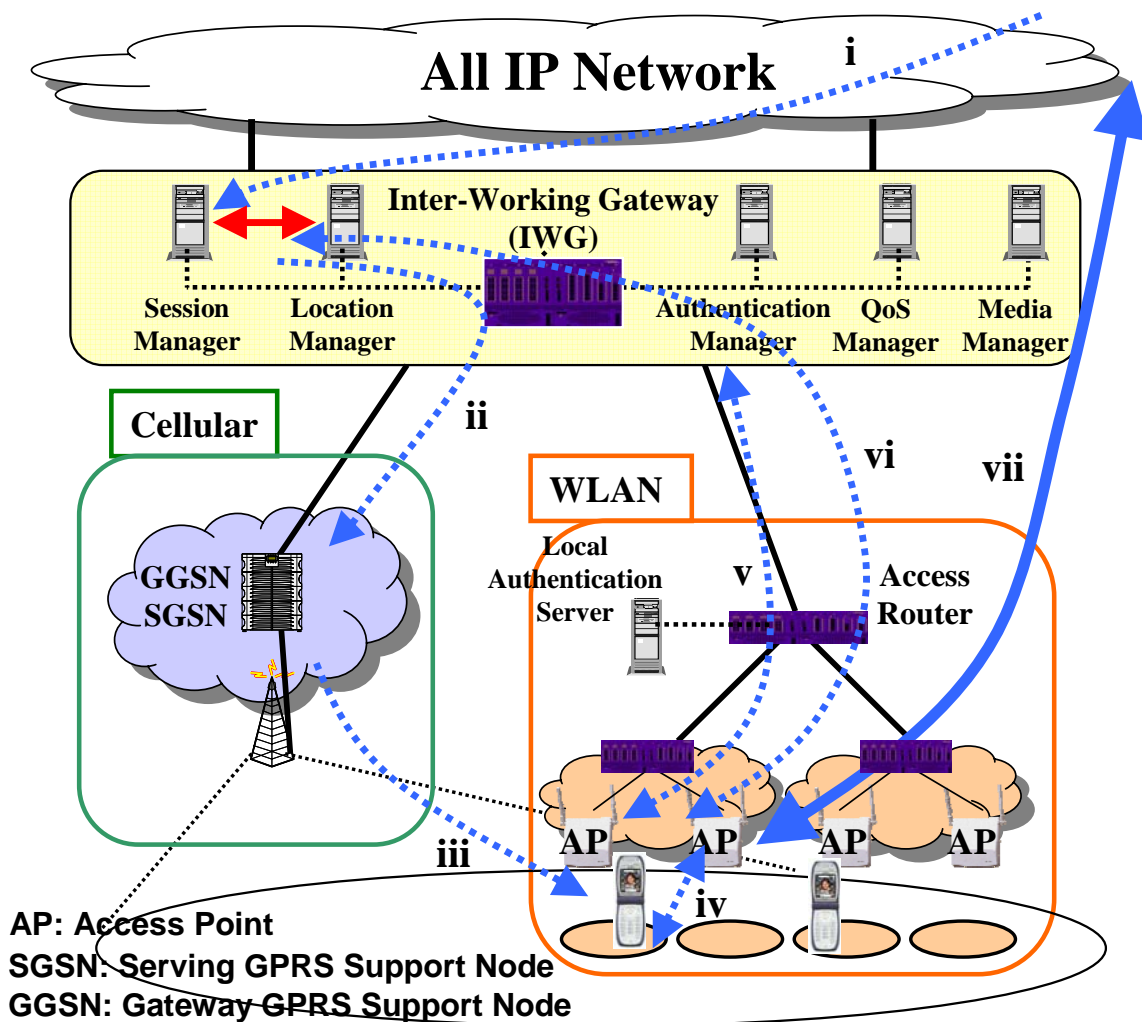 All IP Network
i
Inter-Working Gateway
(IWG)
Session
Manager
Location
Manager
Authentication
Manager
QoS
Manager
Media
Manager
Cellular
ii
vi
vii
WLAN
GGSN
SGSN
Local
Authentication
Server
v
Access
Router
AP
AP
AP
AP
iii
iv
AP: Access Point
SGSN: Serving GPRS Support Node
GGSN: Gateway GPRS Support Node